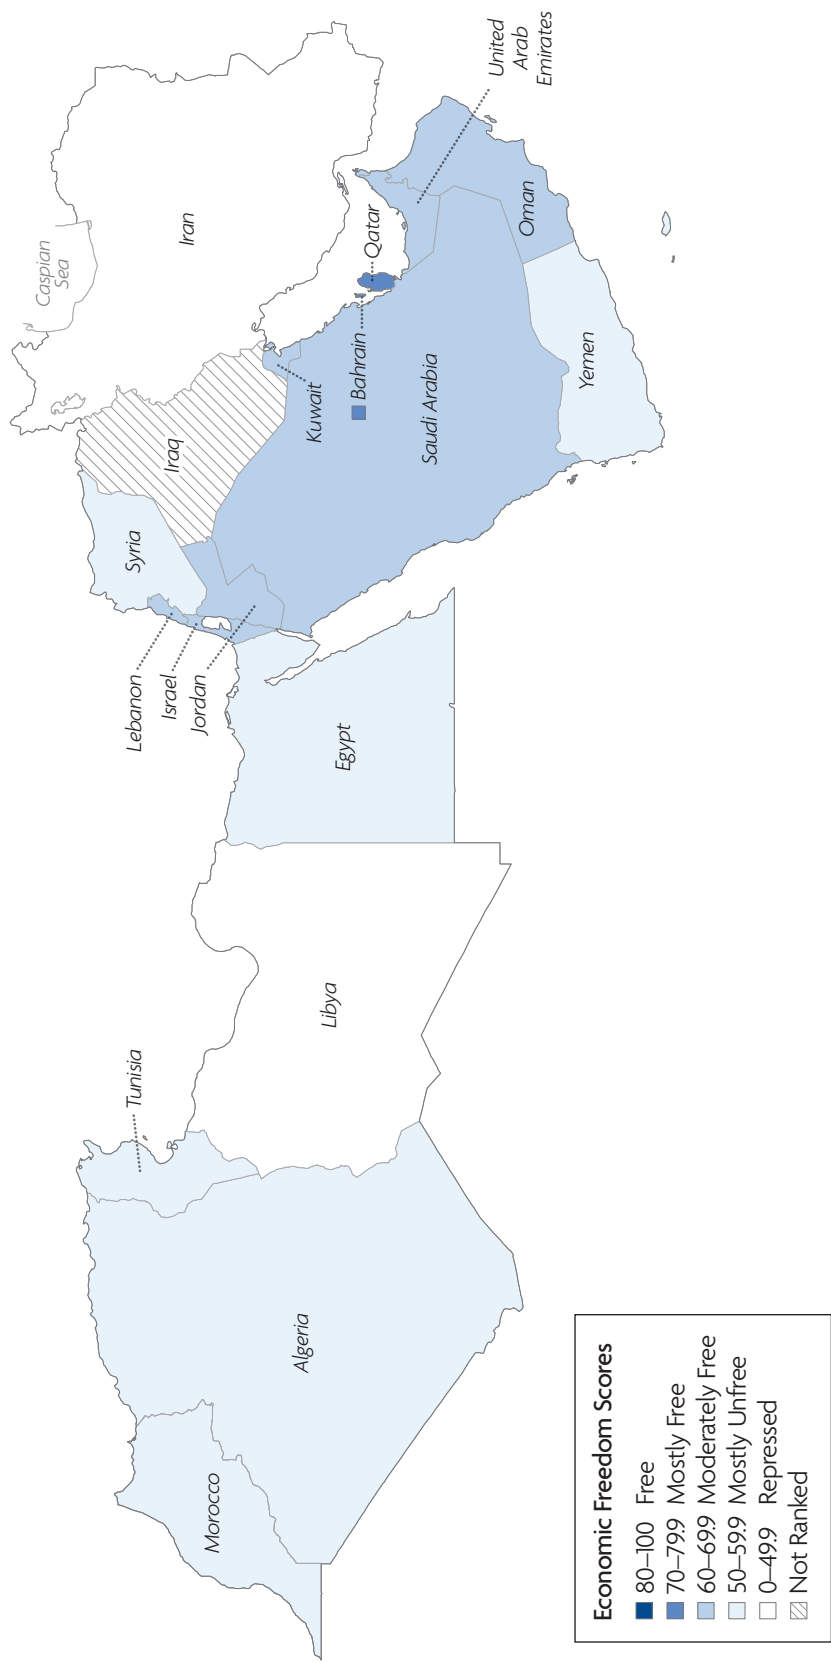 Caspian
Sea
Iran
United
Arab
Emirates
Qatar
Oman
Bahrain
Kuwait
Saudi Arabia
Yemen
Iraq
Syria
Lebanon
Israel
Jordan
Egypt
Libya
Tunisia
Algeria
Morocco
Economic Freedom Scores
80–100 Free
70–79.9 Mostly Free
60–69.9 Moderately Free
50–59.9 Mostly Unfree
0–49.9 Repressed
Not Ranked